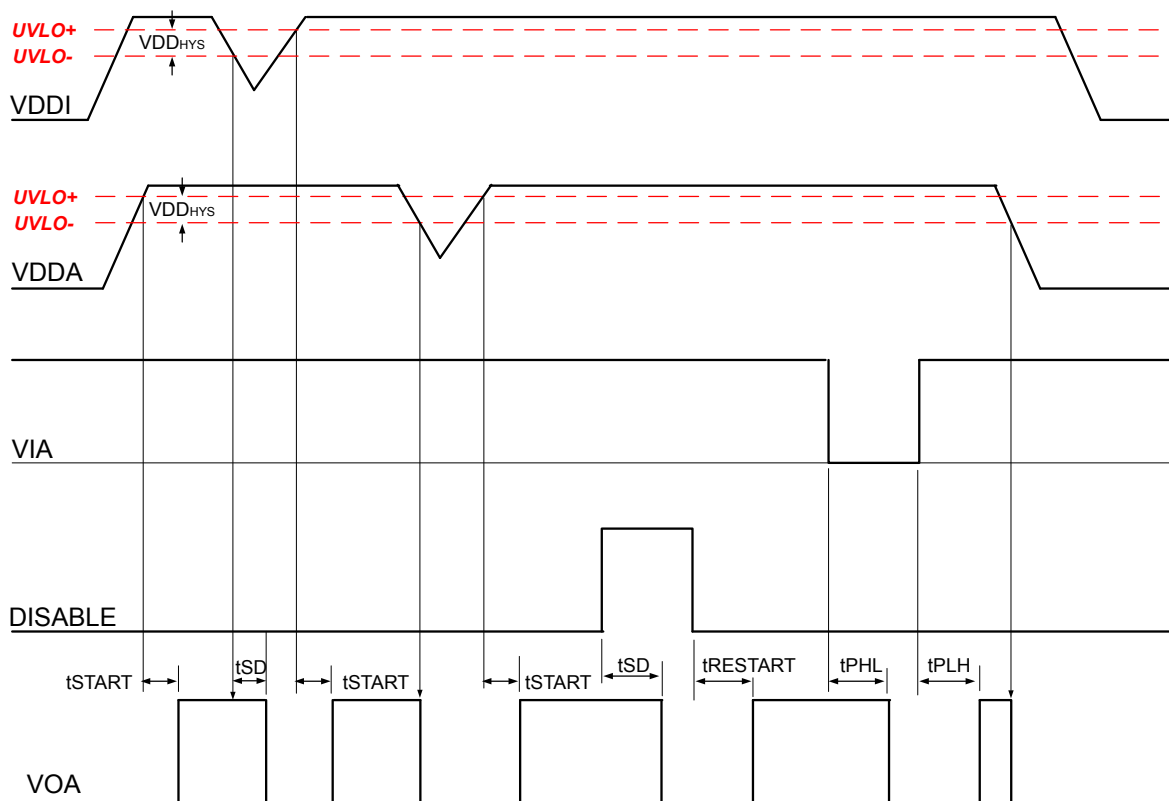 UVLO+
VDDHYS
UVLO-
VDDI
UVLO+
VDDHYS
UVLO-
VDDA
VIA
DISABLE
tSTART
tSD
tSTART
tSTART
tSD
tRESTART
tPHL
tPLH
VOA